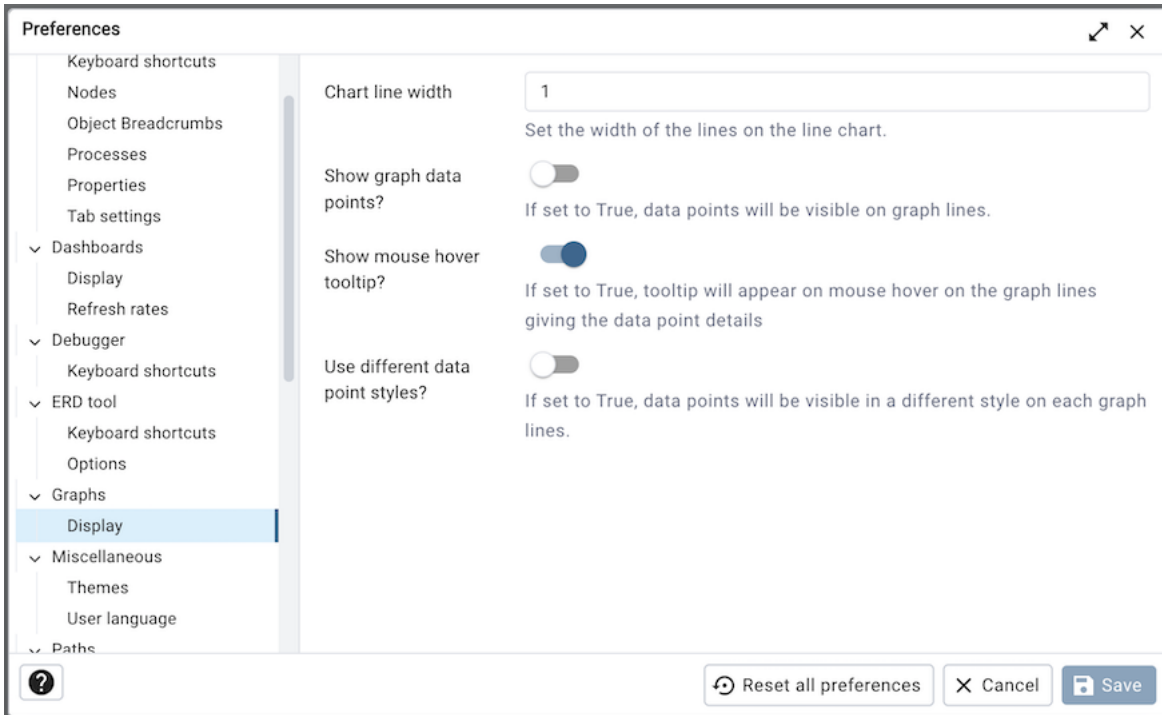 Preferences
Keyboard shortcuts
Nodes
Object Breadcrumbs
Processes
Properties
Tab settings
Dashboards
Display
Refresh rates
Debugger
Keyboard shortcuts
ERD tool
Keyboard shortcuts
Options
Graphs
Display
Miscellaneous
Themes
User language
Paths
Chart line width
1
Set the width of the lines on the line chart.
Show graph data
points?
If set to True, data points will be visible on graph lines.
Show mouse hover
tooltip?
If set to True, tooltip will appear on mouse hover on the graph lines
giving the data point details
Use different data
point styles?
If set to True, data points will be visible in a different style on each graph
lines.
?
Reset all preferences
Cancel
Save